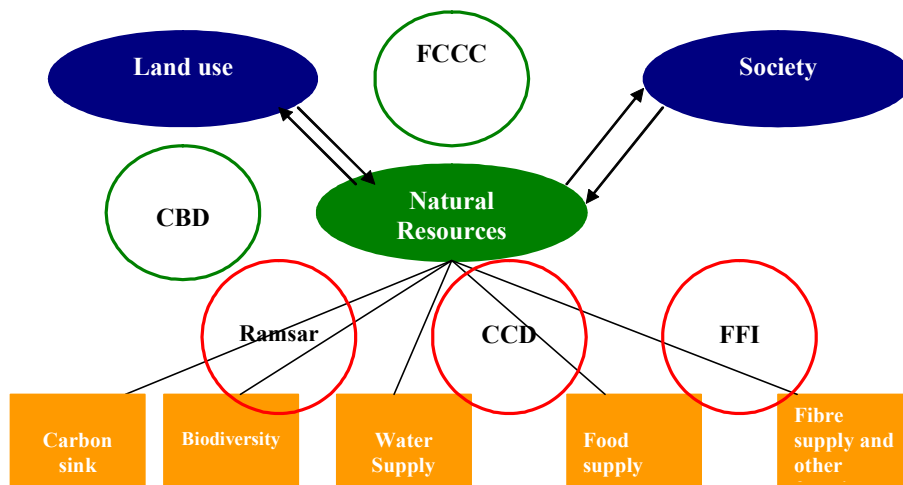 FCCC
Land use
Society
CBD
Natural
Resources
Ramsar
CCD
FFI
Carbon
sink
Biodiversity
Water
Supply
Food
supply
Fibre
supply and
other